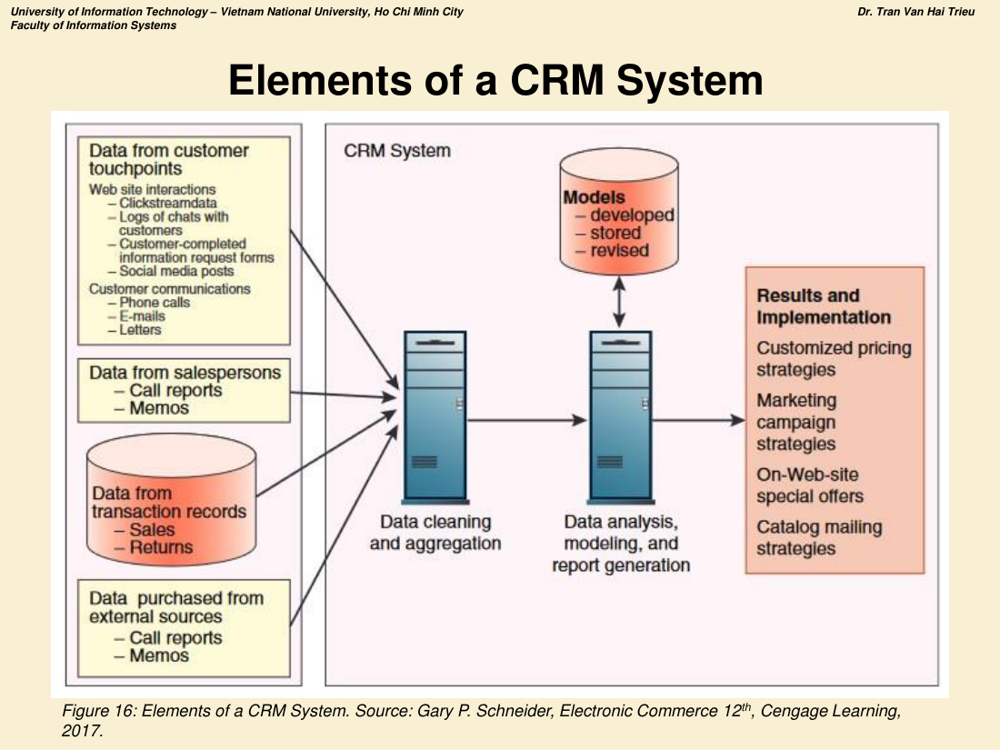 University of Information Technology – Vietnam National University, Ho Chi Minh City
Faculty of Information Systems
Dr. Tran Van Hai Trieu
Elements of a CRM System
Data from customer
touchpoints
Web site interactions
– Clickstreamdata
– Logs of chats with
customers
– Customer-completed
information request forms
– Social media posts
Customer communications
– Phone calls
– E-mails
– Letters
Data from salespersons
– Call reports
– Memos
Data from
transaction records
– Sales
– Returns
Data purchased from
external sources
– Call reports
– Memos
CRM System
Models
– developed
– stored
– revised
Data cleaning
and aggregation
Data analysis,
modeling, and
report generation
Results and
Implementation
Customized pricing
strategies
Marketing
campaign
strategies
On-Web-site
special offers
Catalog mailing
strategies
Figure 16: Elements of a CRM System. Source: Gary P. Schneider, Electronic Commerce 12th, Cengage Learning,
2017.